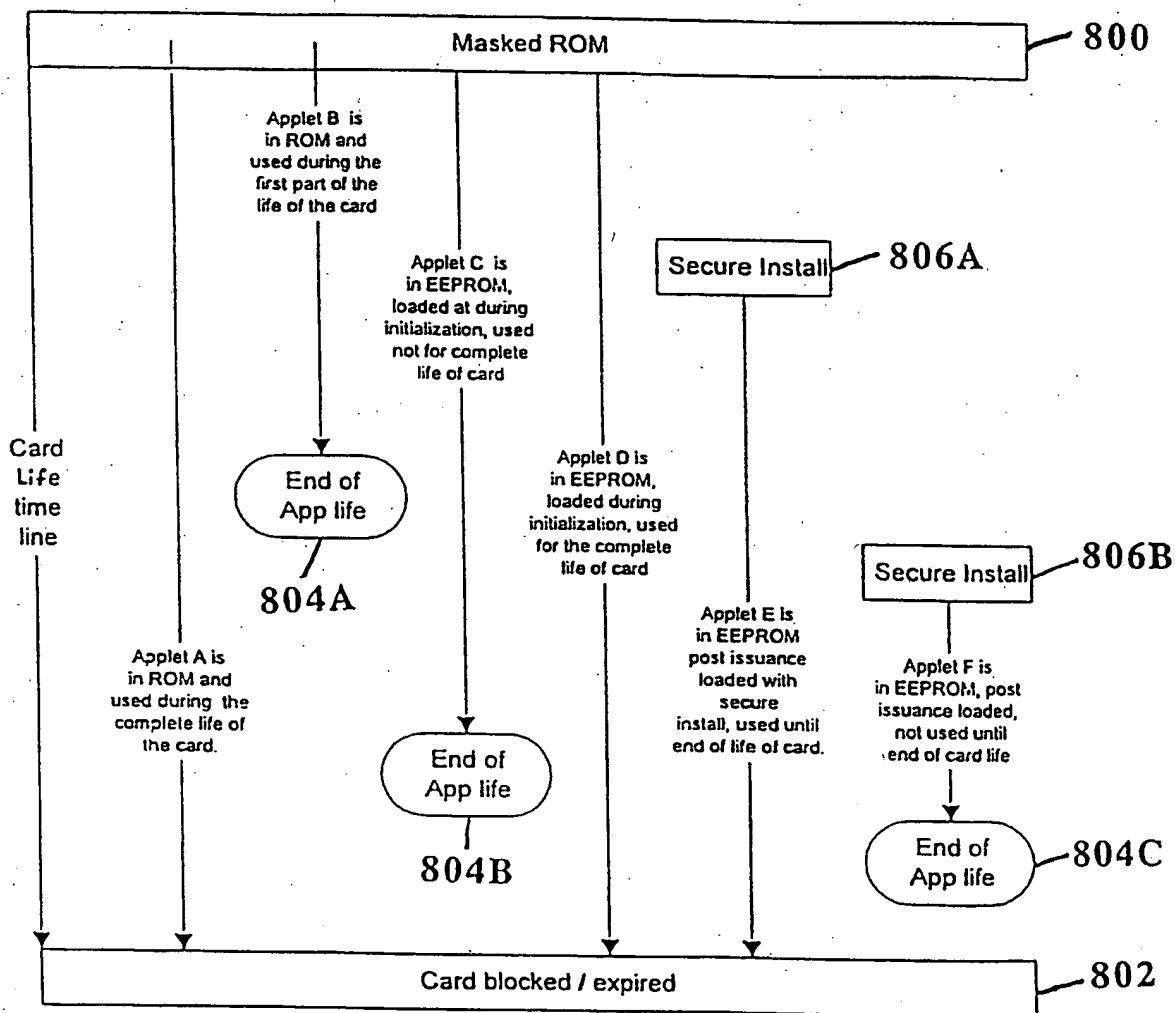 Masked ROM
800
Applet B is
in ROM and
used during the
first part of the
life of the card
Applet C is
in EEPROM,
loaded at during
initialization, used
not for complete
life of card
Secure Install
806A
Card
Life
time
line
End of
App life
804A
Applet D is
in EEPROM,
loaded during
initialization, used
for the complete
life of card
Secure Install
806B
Applet A is
in ROM and
used during the
complete life of
the card.
Applet E is
in EEPROM
post issuance
loaded with
secure
install, used until
end of life of card.
Applet F is
in EEPROM, post
issuance loaded,
not used until
end of card life
End of
App life
804B
End of
App life
804C
Card blocked / expired
802